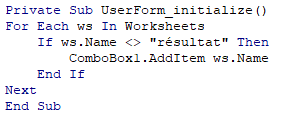 Private Sub UserForm_initialize()
For Each ws In Worksheets
    If ws.Name <> "résultat" Then
        ComboBox1.AddItem ws.Name
    End If
Next
End Sub